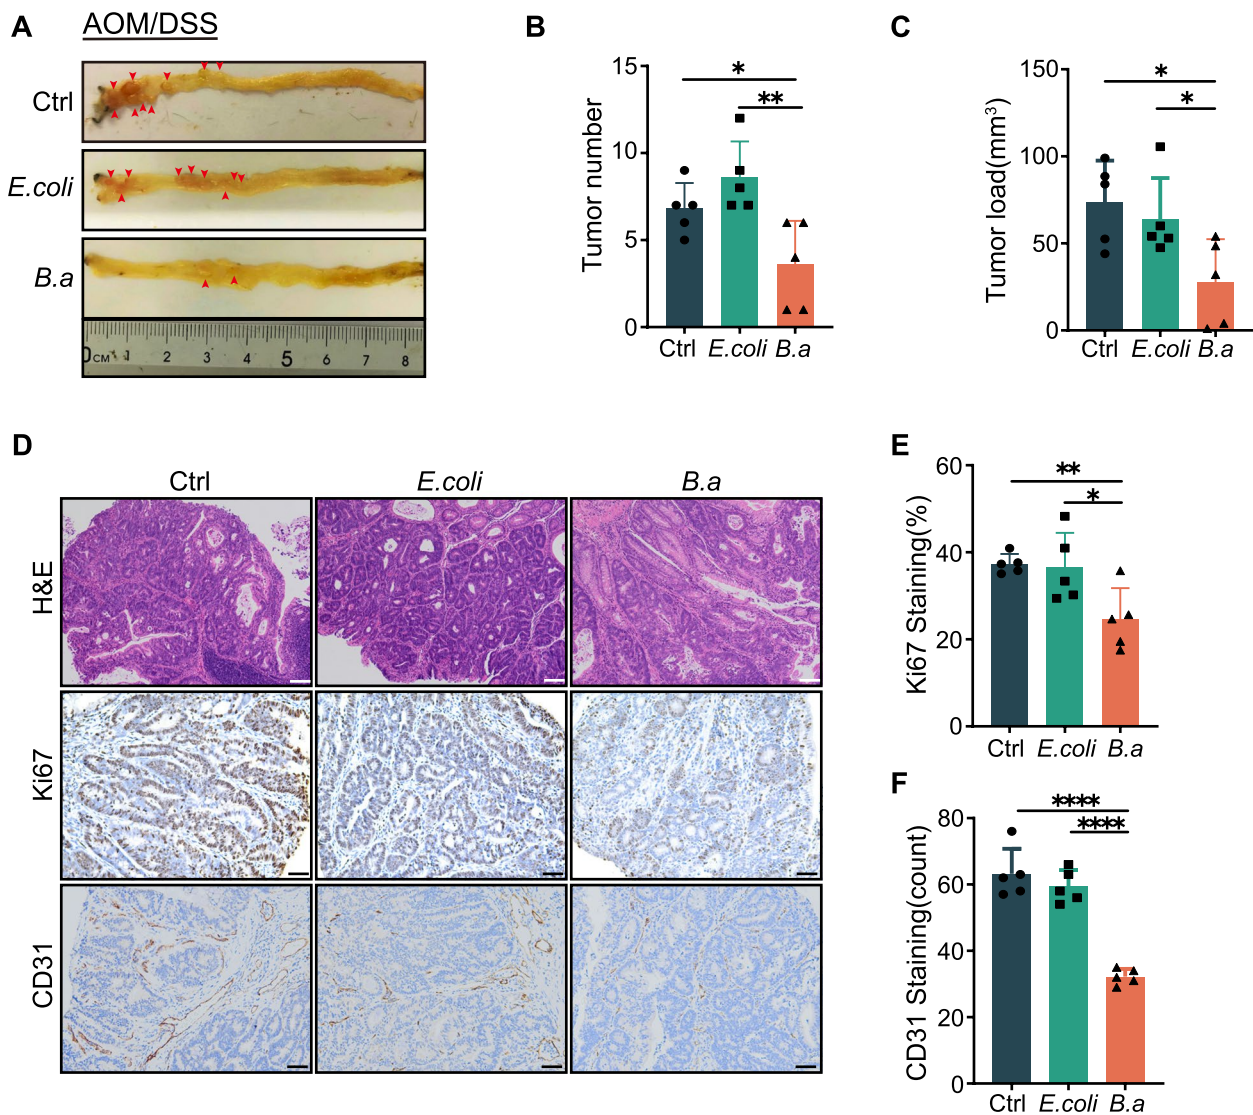 A
AOM/DSS
Ctrl
E.coli
B.a
0 CM 1 2 3 4 5 6 7 8
B
Tumor number
15
10
5
0
*
**
Ctrl E.coli B.a
C
Tumor load(mm³)
150
100
50
0
*
*
Ctrl E.coli B.a
D
Ctrl E.coli B.a
H&E
Ki67
CD31
E
Ki67 Staining(%)
60
40
20
0
**
*
Ctrl E.coli B.a
F
CD31 Staining(count)
80
60
40
20
0
****
****
Ctrl E.coli B.a